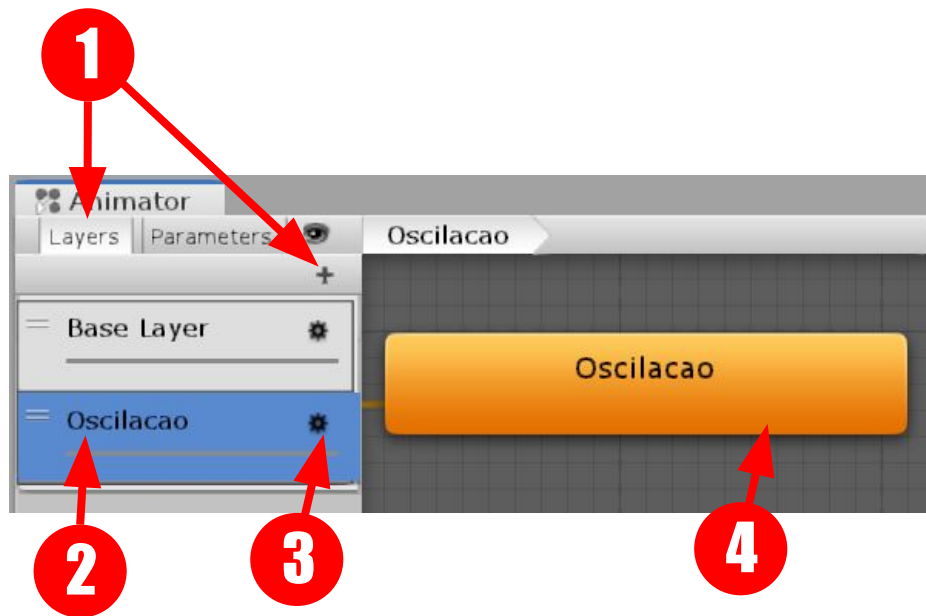 1
Animator
Layers Parameters
Oscilacao
+
Base Layer
Oscilacao
Oscilacao
2
3
4